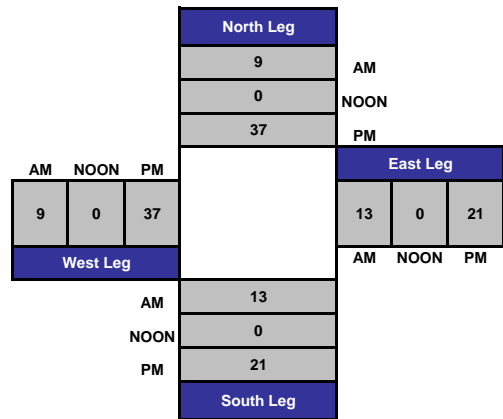 North Leg
9 AM
0 NOON
37 PM
AM NOON PM
East Leg
9 0 37
13 0 21
West Leg
AM NOON PM
AM 13
NOON 0
PM 21
South Leg